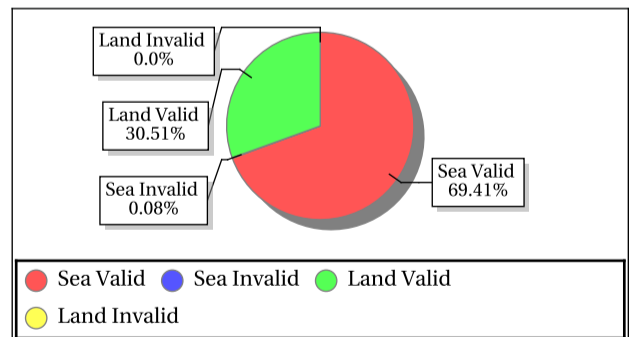 Land Invalid
0.0%
Land Valid
30.51%
Sea Invalid
0.08%
Sea Valid
69.41%
Sea Valid Sea Invalid Land Valid
Land Invalid